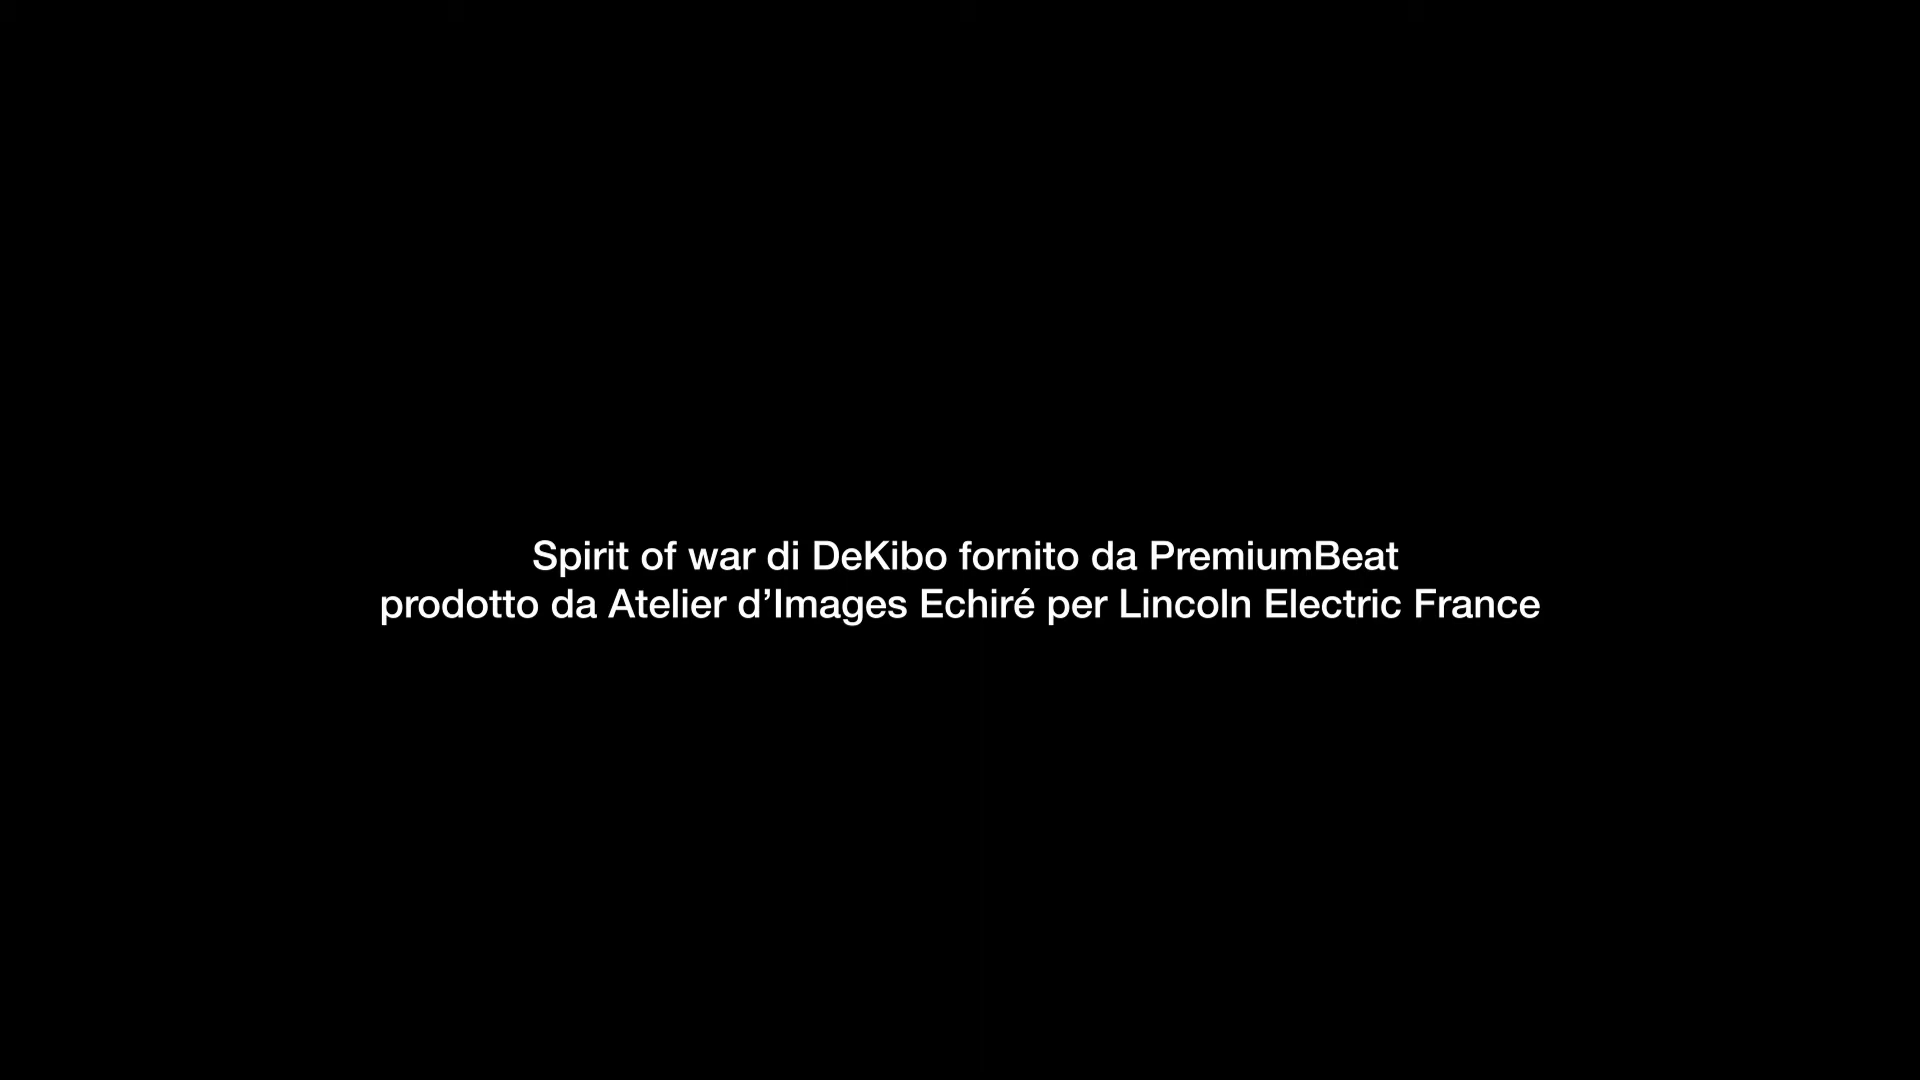 Spirit of war di DeKibo fornito da PremiumBeat
prodotto da Atelier d’Images Echiré per Lincoln Electric France